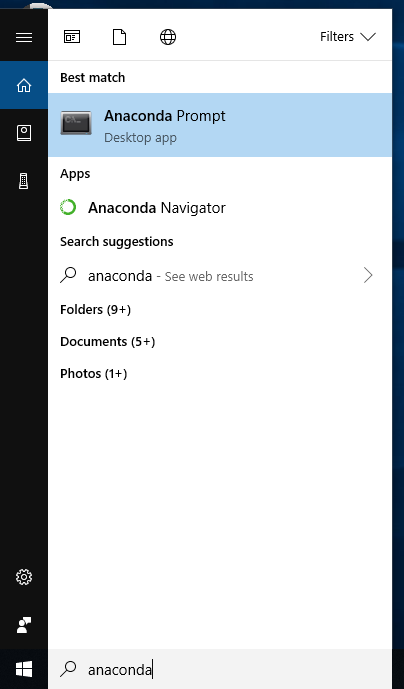 Filters
Best match
Anaconda Prompt
Desktop app
Apps
Anaconda Navigator
Search suggestions
anaconda - See web results
Folders (9+)
Documents (5+)
Photos (1+)
anaconda